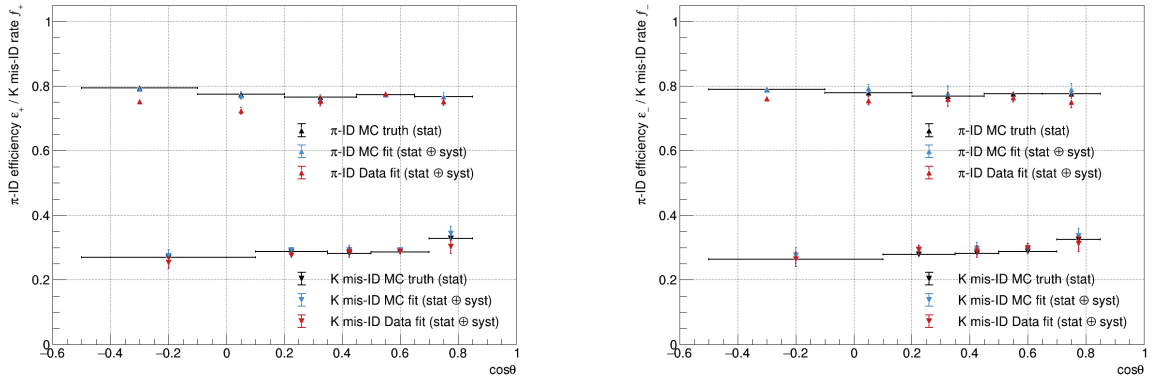 π-ID efficiency ε₊ / K mis-ID rate f₊
1
0.8
0.6
0.4
0.2
0
π-ID MC truth (stat)
π-ID MC fit (stat ⊕ syst)
π-ID Data fit (stat ⊕ syst)
K mis-ID MC truth (stat)
K mis-ID MC fit (stat ⊕ syst)
K mis-ID Data fit (stat ⊕ syst)
−0.6 −0.4 −0.2 0 0.2 0.4 0.6 0.8 1
cosθ
π-ID efficiency ε₋ / K mis-ID rate f₋
1
0.8
0.6
0.4
0.2
0
π-ID MC truth (stat)
π-ID MC fit (stat ⊕ syst)
π-ID Data fit (stat ⊕ syst)
K mis-ID MC truth (stat)
K mis-ID MC fit (stat ⊕ syst)
K mis-ID Data fit (stat ⊕ syst)
−0.6 −0.4 −0.2 0 0.2 0.4 0.6 0.8 1
cosθ